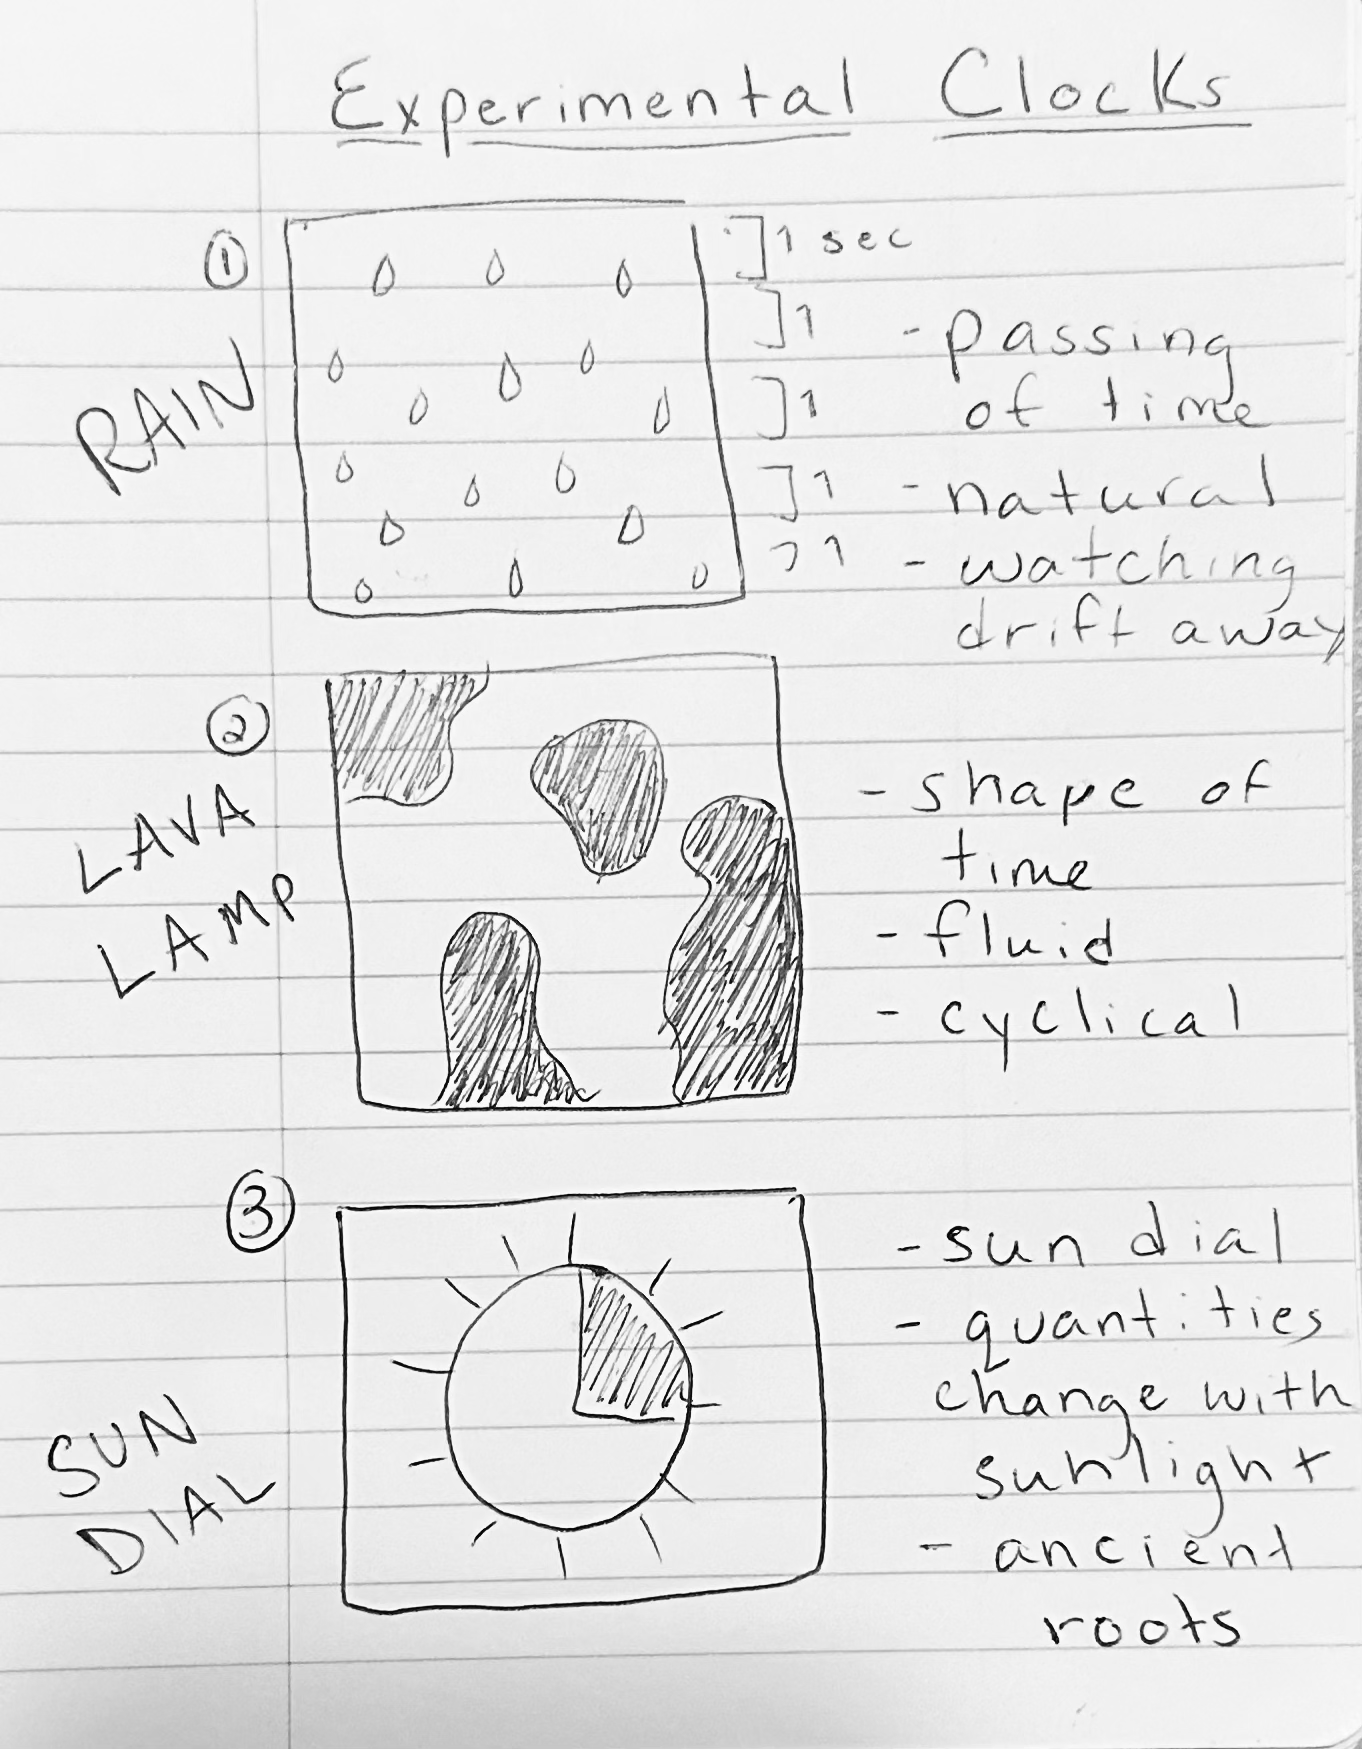 Experimental Clocks
①
RAIN
1 sec
1
1
1
1
- passing
of time
- natural
- watching
drift away
②
LAVA
LAMP
- shape of
time
- fluid
- cyclical
③
SUN
DIAL
- sun dial
- quantities
change with
sunlight
- ancient
roots